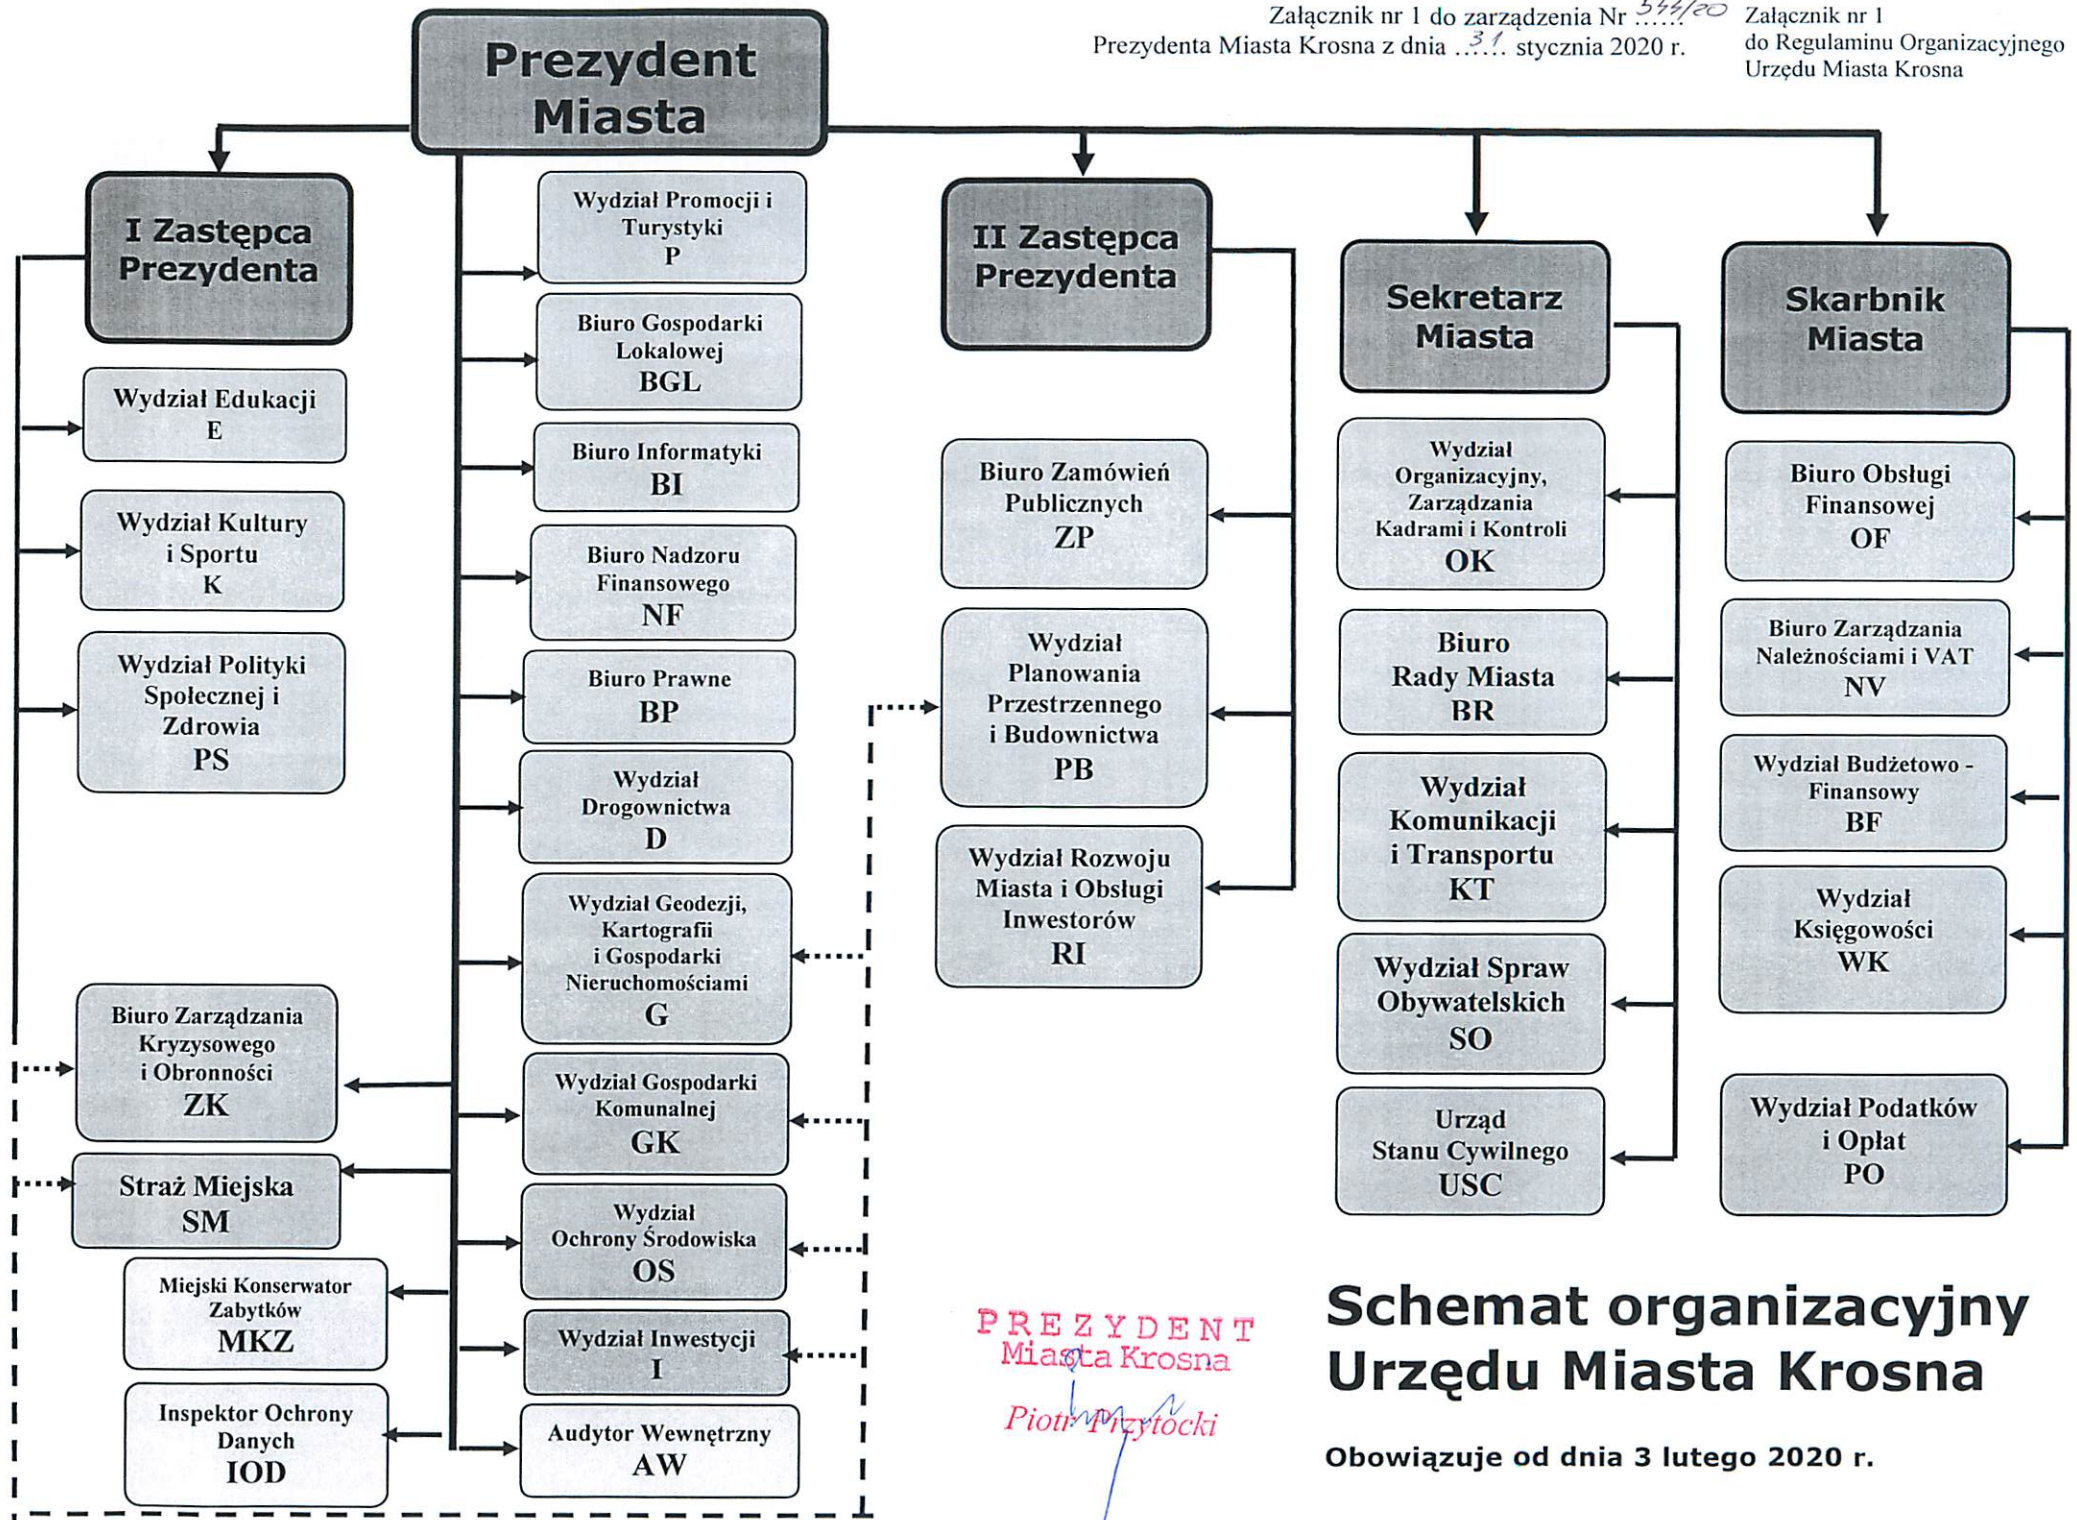 Załącznik nr 1 do zarządzenia Nr 544/20
Prezydenta Miasta Krosna z dnia ..31.. stycznia 2020 r.
Załącznik nr 1
do Regulaminu Organizacyjnego
Urzędu Miasta Krosna
Prezydent
Miasta
I Zastępca
Prezydenta
Wydział Edukacji
E
Wydział Kultury
i Sportu
K
Wydział Polityki
Społecznej i
Zdrowia
PS
Biuro Zarządzania
Kryzysowego
i Obronności
ZK
Straż Miejska
SM
Miejski Konserwator
Zabytków
MKZ
Inspektor Ochrony
Danych
IOD
Wydział Promocji i
Turystyki
P
Biuro Gospodarki
Lokalowej
BGL
Biuro Informatyki
BI
Biuro Nadzoru
Finansowego
NF
Biuro Prawne
BP
Wydział
Drogownictwa
D
Wydział Geodezji,
Kartografii
i Gospodarki
Nieruchomościami
G
Wydział Gospodarki
Komunalnej
GK
Wydział
Ochrony Środowiska
OS
Wydział Inwestycji
I
Audytor Wewnętrzny
AW
II Zastępca
Prezydenta
Biuro Zamówień
Publicznych
ZP
Wydział
Planowania
Przestrzennego
i Budownictwa
PB
Wydział Rozwoju
Miasta i Obsługi
Inwestorów
RI
Sekretarz
Miasta
Wydział
Organizacyjny,
Zarządzania
Kadrami i Kontroli
OK
Biuro
Rady Miasta
BR
Wydział
Komunikacji
i Transportu
KT
Wydział Spraw
Obywatelskich
SO
Urząd
Stanu Cywilnego
USC
Skarbnik
Miasta
Biuro Obsługi
Finansowej
OF
Biuro Zarządzania
Należnościami i VAT
NV
Wydział Budżetowo -
Finansowy
BF
Wydział
Księgowości
WK
Wydział Podatków
i Opłat
PO
PREZYDENT
Miasta Krosna
Piotr Przytocki
Schemat organizacyjny
Urzędu Miasta Krosna
Obowiązuje od dnia 3 lutego 2020 r.